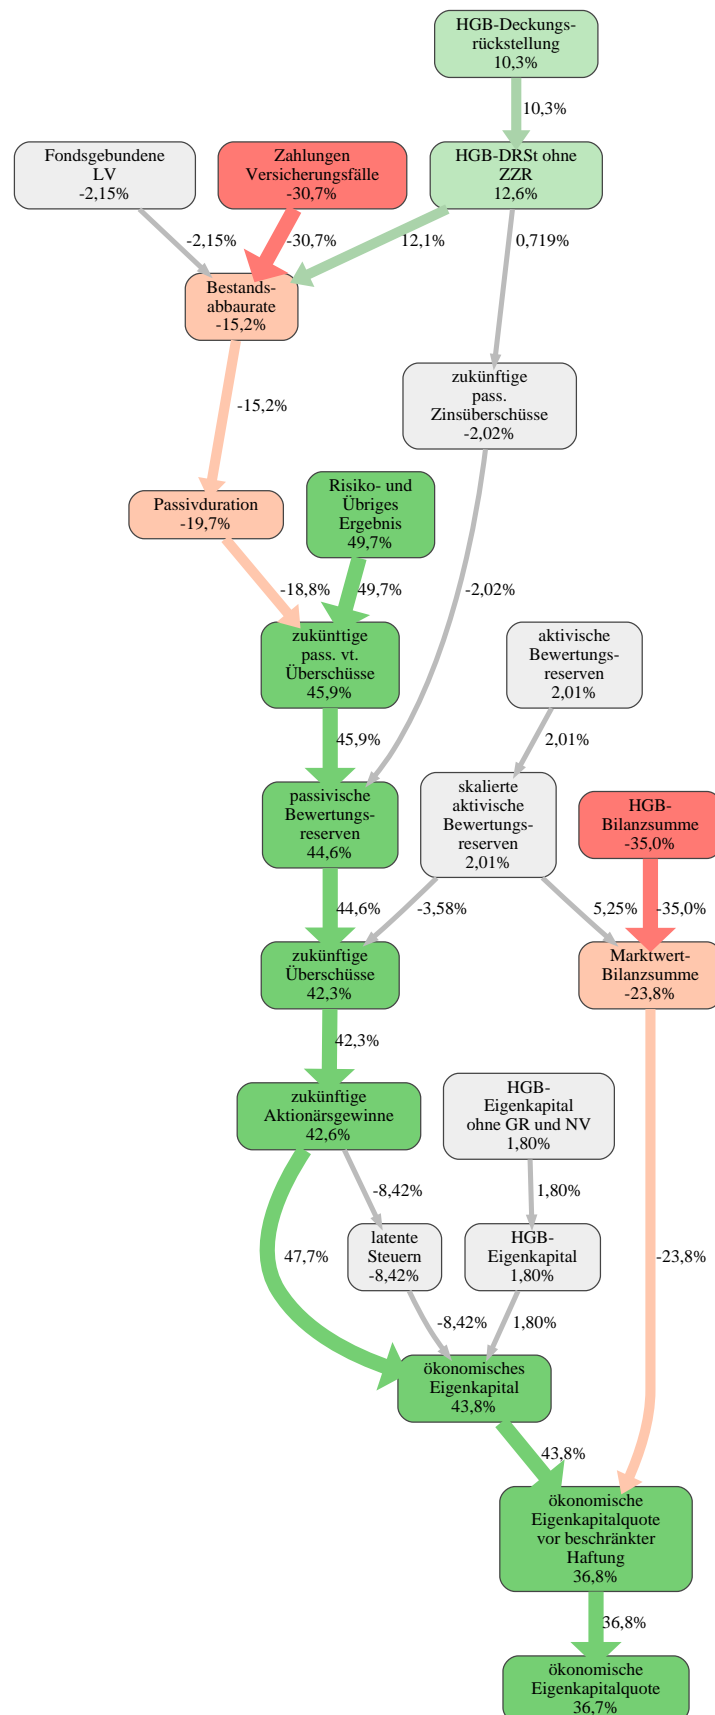 HGB-Deckungs-
rückstellung
10,3%
10,3%
Fondsgebundene
LV
-2,15%
Zahlungen
Versicherungsfälle
-30,7%
HGB-DRSt ohne
ZZR
12,6%
-2,15%
-30,7%
12,1%
0,719%
Bestands-
abbaurate
-15,2%
zukünftige
pass.
Zinsüberschüsse
-2,02%
-15,2%
Passivduration
-19,7%
Risiko- und
Übriges
Ergebnis
49,7%
-18,8%
49,7%
-2,02%
zukünftige
pass. vt.
Überschüsse
45,9%
aktivische
Bewertungs-
reserven
2,01%
45,9%
2,01%
passivische
Bewertungs-
reserven
44,6%
skalierte
aktivische
Bewertungs-
reserven
2,01%
HGB-
Bilanzsumme
-35,0%
44,6%
-3,58%
5,25%
-35,0%
zukünftige
Überschüsse
42,3%
Marktwert-
Bilanzsumme
-23,8%
42,3%
zukünftige
Aktionärsgewinne
42,6%
HGB-
Eigenkapital
ohne GR und NV
1,80%
-8,42%
1,80%
47,7%
latente
Steuern
-8,42%
HGB-
Eigenkapital
1,80%
-23,8%
-8,42%
1,80%
ökonomisches
Eigenkapital
43,8%
43,8%
ökonomische
Eigenkapitalquote
vor beschränkter
Haftung
36,8%
36,8%
ökonomische
Eigenkapitalquote
36,7%